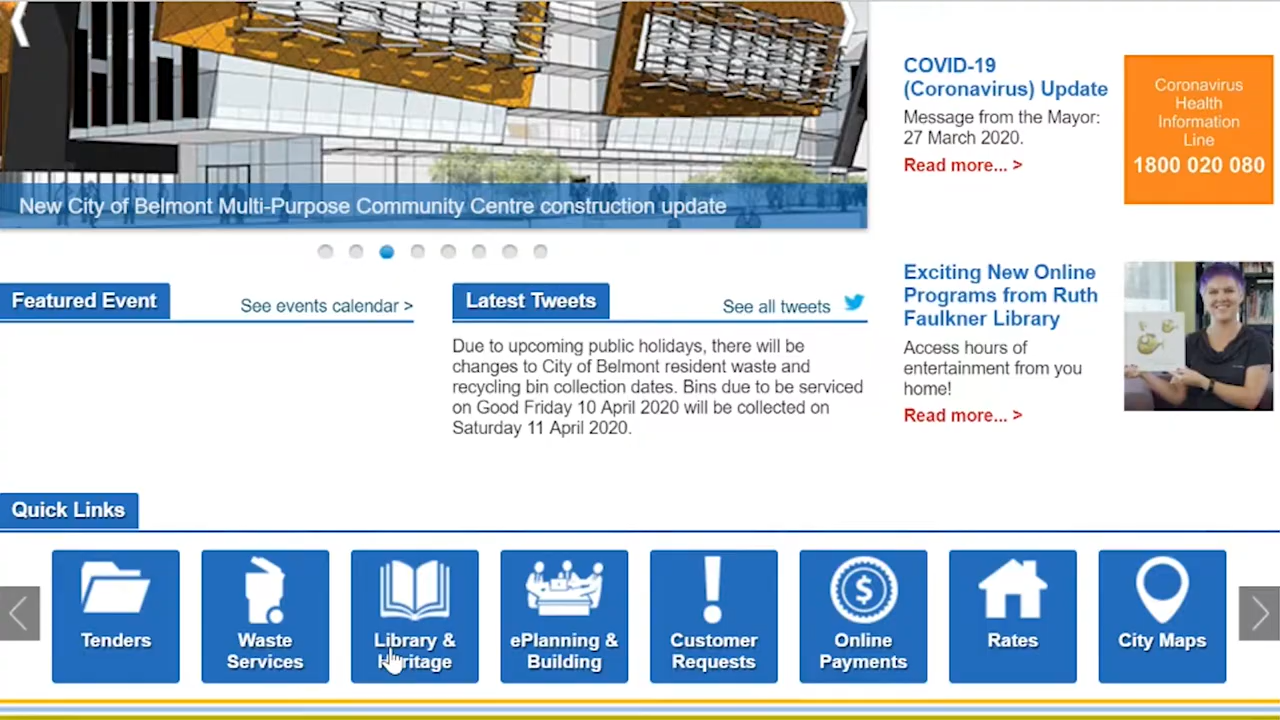 New City of Belmont Multi-Purpose Community Centre construction update
COVID-19
(Coronavirus) Update
Message from the Mayor:
27 March 2020.
Read more... >
Coronavirus
Health
Information
Line
1800 020 080
Featured Event
See events calendar >
Latest Tweets
See all tweets
Due to upcoming public holidays, there will be
changes to City of Belmont resident waste and
recycling bin collection dates. Bins due to be serviced
on Good Friday 10 April 2020 will be collected on
Saturday 11 April 2020.
Exciting New Online
Programs from Ruth
Faulkner Library
Access hours of
entertainment from you
home!
Read more... >
Quick Links
Tenders
Waste
Services
Library &
Heritage
ePlanning &
Building
Customer
Requests
Online
Payments
Rates
City Maps